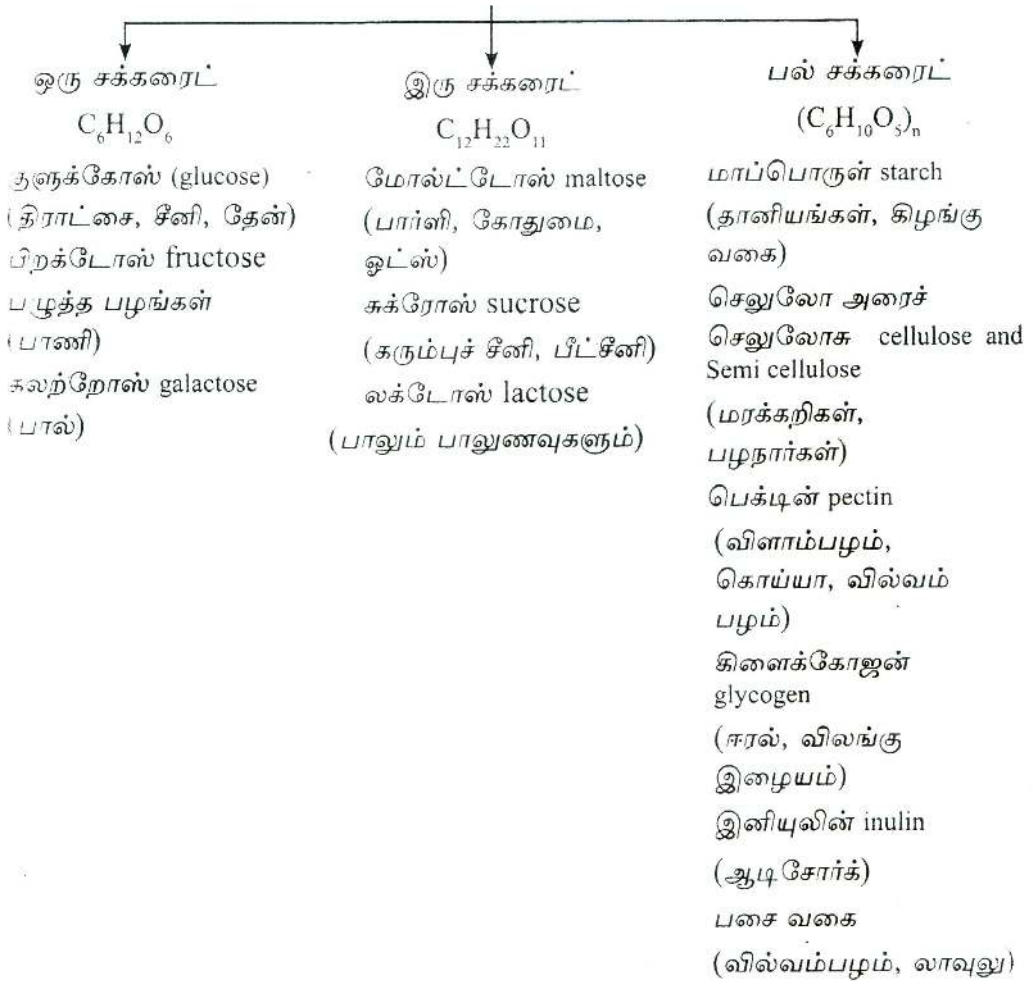 ஒரு சக்கரைட்
C₆H₁₂O₆
குளுக்கோஸ் (glucose)
(திராட்சை, சீனி, தேன்)
பிறக்டோஸ் fructose
பழுத்த பழங்கள்
(பாணி)
கலற்றோஸ் galactose
(பால்)
இரு சக்கரைட்
C₁₂H₂₂O₁₁
மோல்ட்டோஸ் maltose
(பார்ளி, கோதுமை,
ஓட்ஸ்)
சுக்ரோஸ் sucrose
(கரும்புச் சீனி, பீட்சீனி)
லக்டோஸ் lactose
(பாலும் பாலுணவுகளும்)
பல் சக்கரைட்
(C₆H₁₀O₅)ₙ
மாப்பொருள் starch
(தானியங்கள், கிழங்கு
வகை)
செலுலோ அரைச்
செலுலோசு cellulose and
Semi cellulose
(மரக்கறிகள்,
பழநார்கள்)
பெக்டின் pectin
(விளாம்பழம்,
கொய்யா, வில்வம்
பழம்)
கிளைக்கோஜன்
glycogen
(ஈரல், விலங்கு
இழையம்)
இனியுலின் inulin
(ஆடிசோர்க்)
பசை வகை
(வில்வம்பழம், லாவுலு)